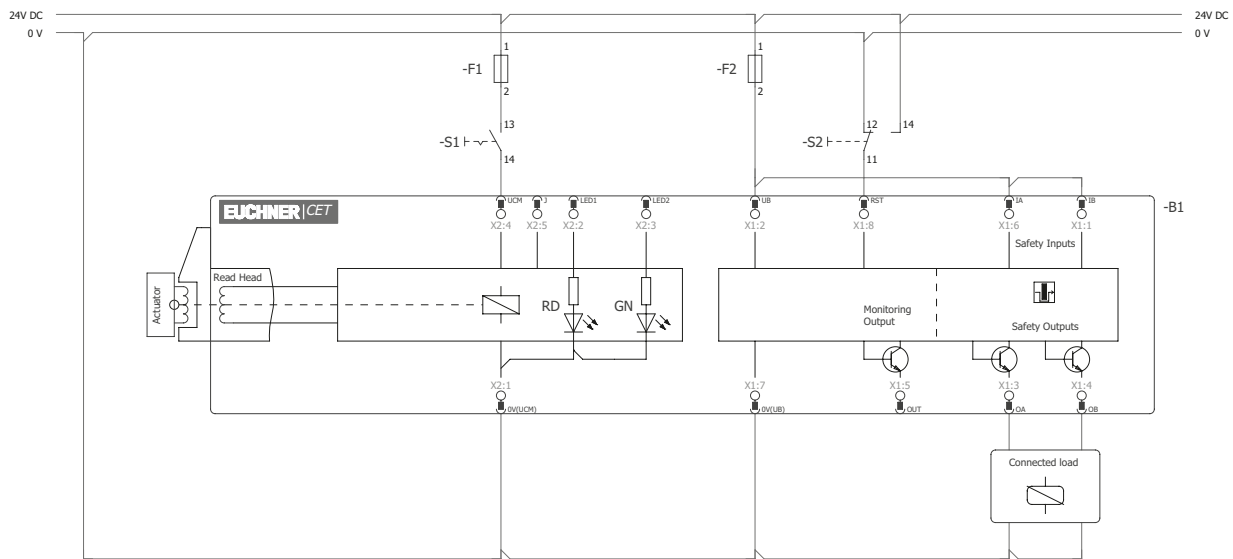 24V DC 24V DC
0 V 0 V
1 1
-F1 -F2
2 2
13 12 14
-S1 -S2
14 11
EUCHNER CET UCM J LED1 LED2 UB RST IA IB -B1
X2:4 X2:5 X2:2 X2:3 X1:2 X1:8 X1:6 X1:1
Safety Inputs
Read Head
Actuator
RD GN Monitoring
Output Safety Outputs
X2:1 X1:7 X1:5 X1:3 X1:4
0V(UCM) 0V(UB) OUT OA OB
Connected load